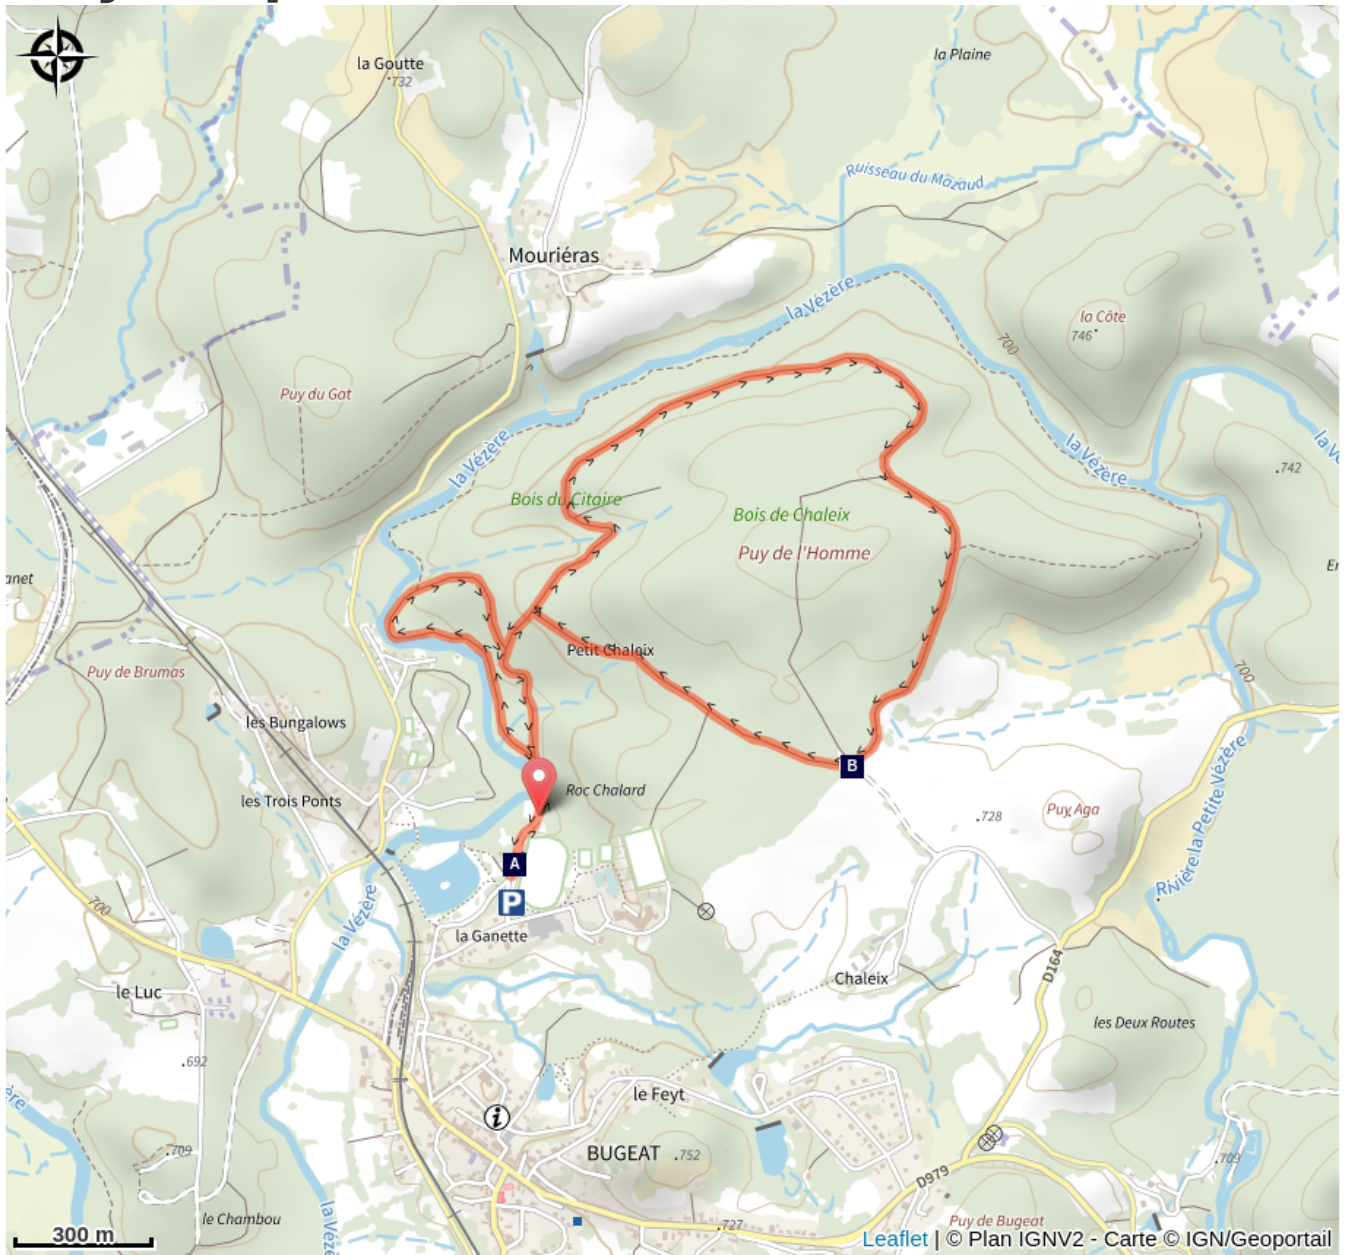 la Goutte
732
la Plaine
Ruisseau du Mazaud
Mouriéras
la Vézère
la Côte
746
700
Puy du Gat
la Vézère
la Vézère
742
Bois du Citaire
Bois de Chaleix
Puy de l'Homme
anet
Petit Chaleix
Puy de Brumas
700
les Bungalows
Rivière la Petite Vézère
B
les Trois Ponts
Roc Chalard
728
Puy Aga
A
P
700
la Vézère
la Ganette
D164
Chaleix
le Luc
les Deux Routes
692
ère
le Feyt
i
BUGEAT
752
709
709
D979
le Chambou
la Vézè
727
Puy de Bugeat
300 m
Leaflet | © Plan IGNV2 - Carte © IGN/Geoportail